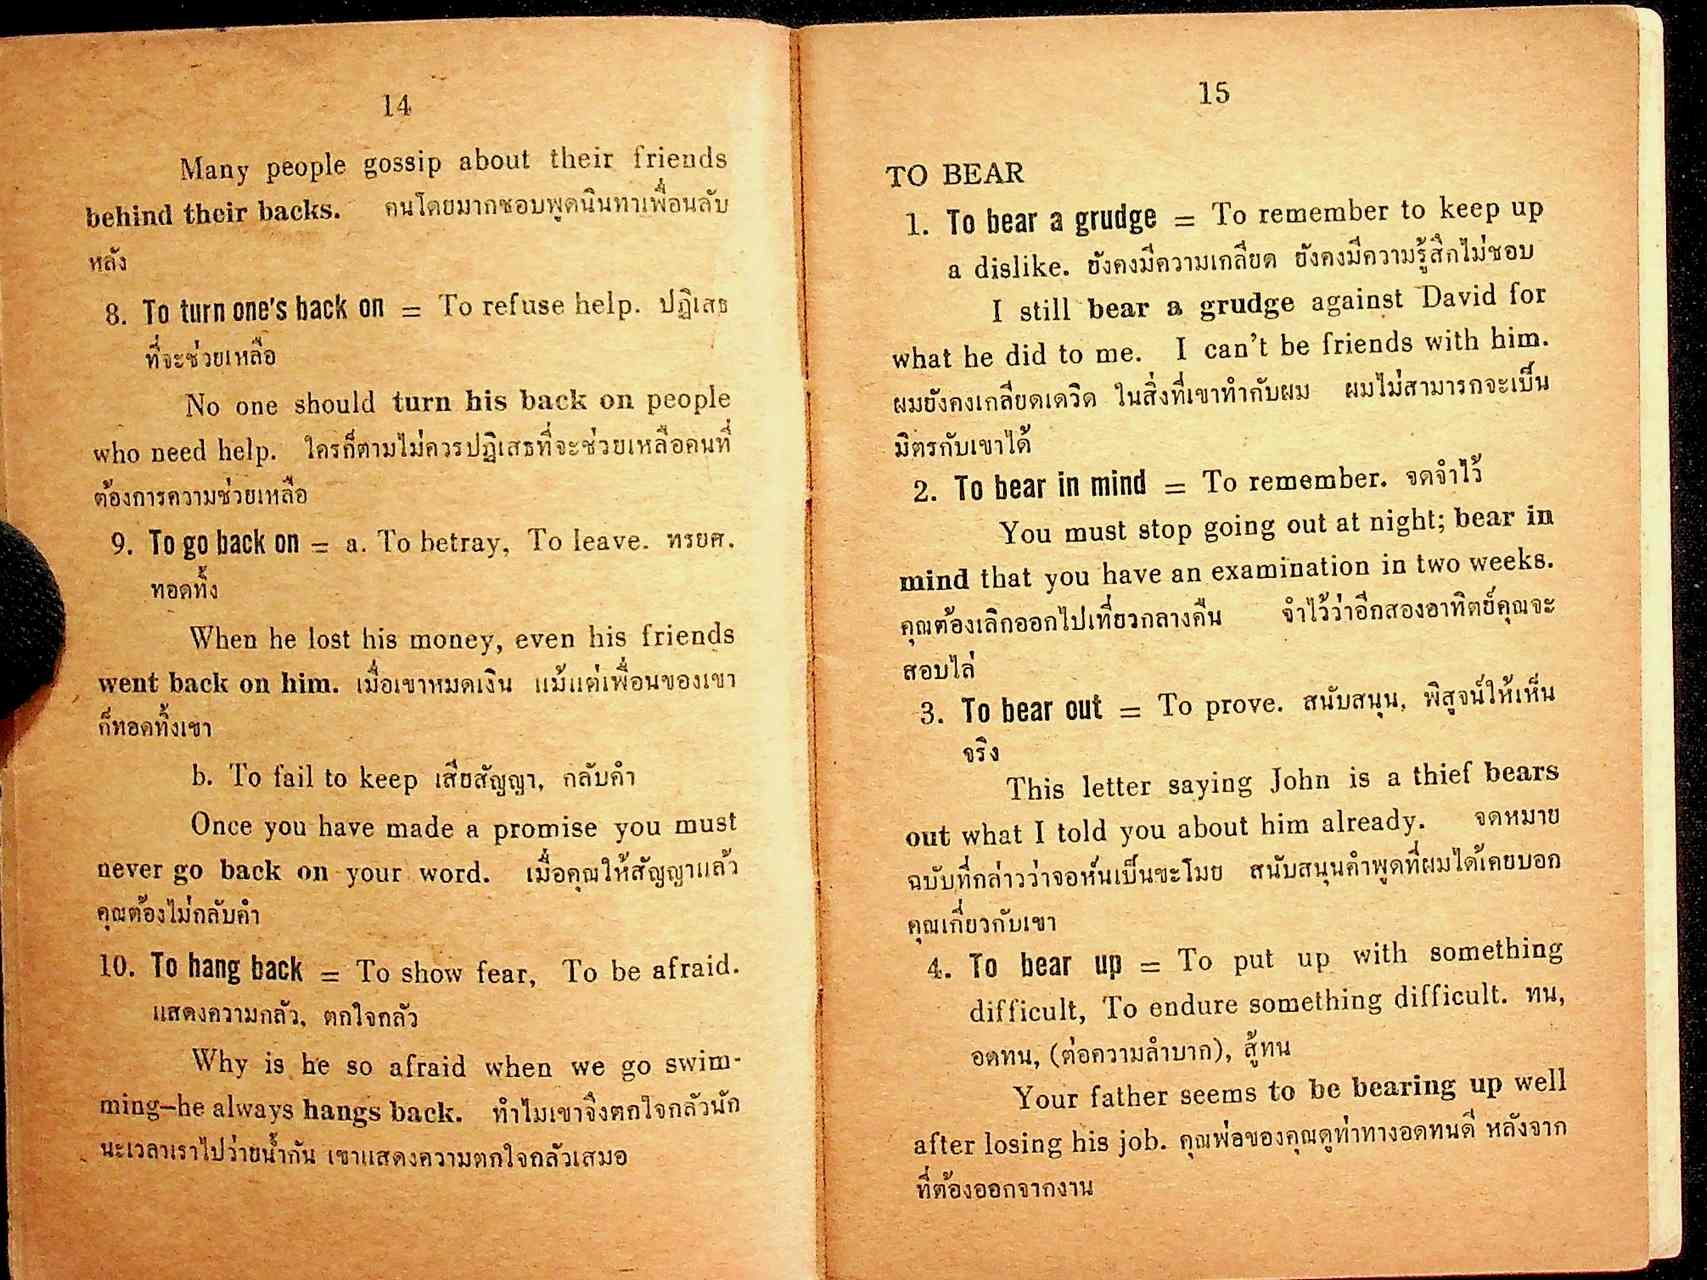 14
Many people gossip about their friends
behind their backs. คนโดยมากชอบพูดนินทาเพื่อนลับ
หลัง
8. To turn one's back on = To refuse help. ปฏิเสธ
ที่จะช่วยเหลือ
No one should turn his back on people
who need help. ใครก็ตามไม่ควรปฏิเสธที่จะช่วยเหลือคนที่
ต้องการความช่วยเหลือ
9. To go back on = a. To betray, To leave. ทรยศ.
ทอดทิ้ง
When he lost his money, even his friends
went back on him. เมื่อเขาหมดเงิน แม้แต่เพื่อนของเขา
ก็ทอดทิ้งเขา
b. To fail to keep เสียสัญญา, กลับคำ
Once you have made a promise you must
never go back on your word. เมื่อคุณให้สัญญาแล้ว
คุณต้องไม่กลับคำ
10. To hang back = To show fear, To be afraid.
แสดงความกลัว, ตกใจกลัว
Why is he so afraid when we go swim-
ming—he always hangs back. ทำไมเขาจึงตกใจกลัวนัก
นะเวลาเราไปว่ายน้ำกัน เขาแสดงความตกใจกลัวเสมอ
15
TO BEAR
1. To bear a grudge = To remember to keep up
a dislike. ยังคงมีความเกลียด ยังคงมีความรู้สึกไม่ชอบ
I still bear a grudge against David for
what he did to me. I can't be friends with him.
ผมยังคงเกลียดเดวิด ในสิ่งที่เขาทำกับผม ผมไม่สามารถจะเป็น
มิตรกับเขาได้
2. To bear in mind = To remember. จดจำไว้
You must stop going out at night; bear in
mind that you have an examination in two weeks.
คุณต้องเลิกออกไปเที่ยวกลางคืน จำไว้ว่าอีกสองอาทิตย์คุณจะ
สอบไล่
3. To bear out = To prove. สนับสนุน, พิสูจน์ให้เห็น
จริง
This letter saying John is a thief bears
out what I told you about him already. จดหมาย
ฉบับที่กล่าวว่าจอห์นเป็นขะโมย สนับสนุนคำพูดที่ผมได้เคยบอก
คุณเกี่ยวกับเขา
4. To bear up = To put up with something
difficult, To endure something difficult. ทน,
อดทน, (ต่อความลำบาก), สู้ทน
Your father seems to be bearing up well
after losing his job. คุณพ่อของคุณดูท่าทางอดทนดี หลังจาก
ที่ต้องออกจากงาน